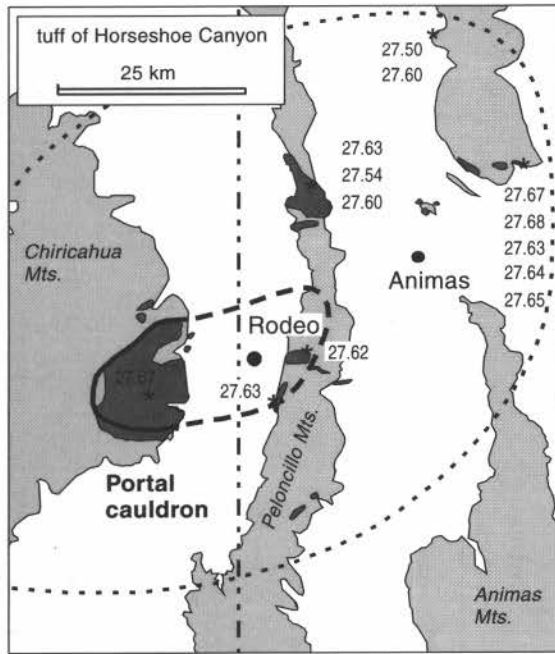 tuff of Horseshoe Canyon
25 km
27.50
27.60
27.63
27.54
27.60
27.67
27.68
27.63
27.64
27.65
Chiricahua
Mts.
Animas
Rodeo
27.62
27.67
27.63
Portal
cauldron
Peloncillo Mts.
Animas
Mts.